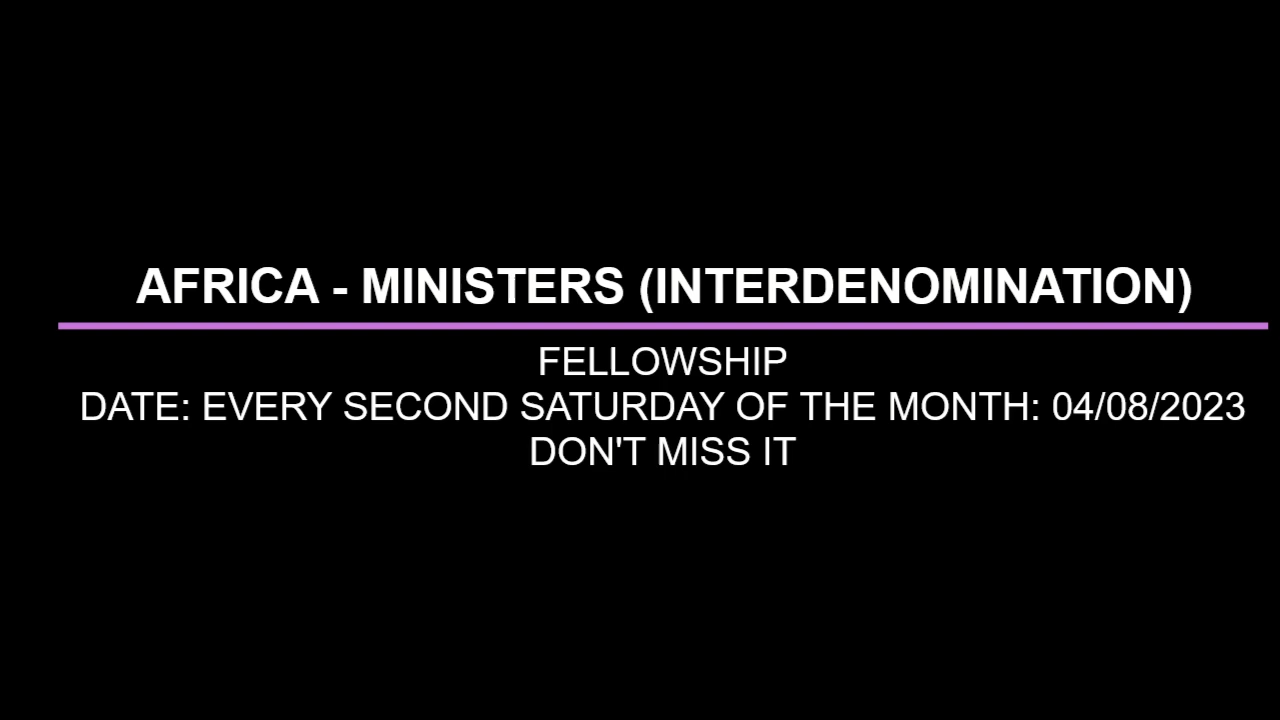 AFRICA - MINISTERS (INTERDENOMINATION)
FELLOWSHIP
DATE: EVERY SECOND SATURDAY OF THE MONTH: 04/08/2023
DON'T MISS IT